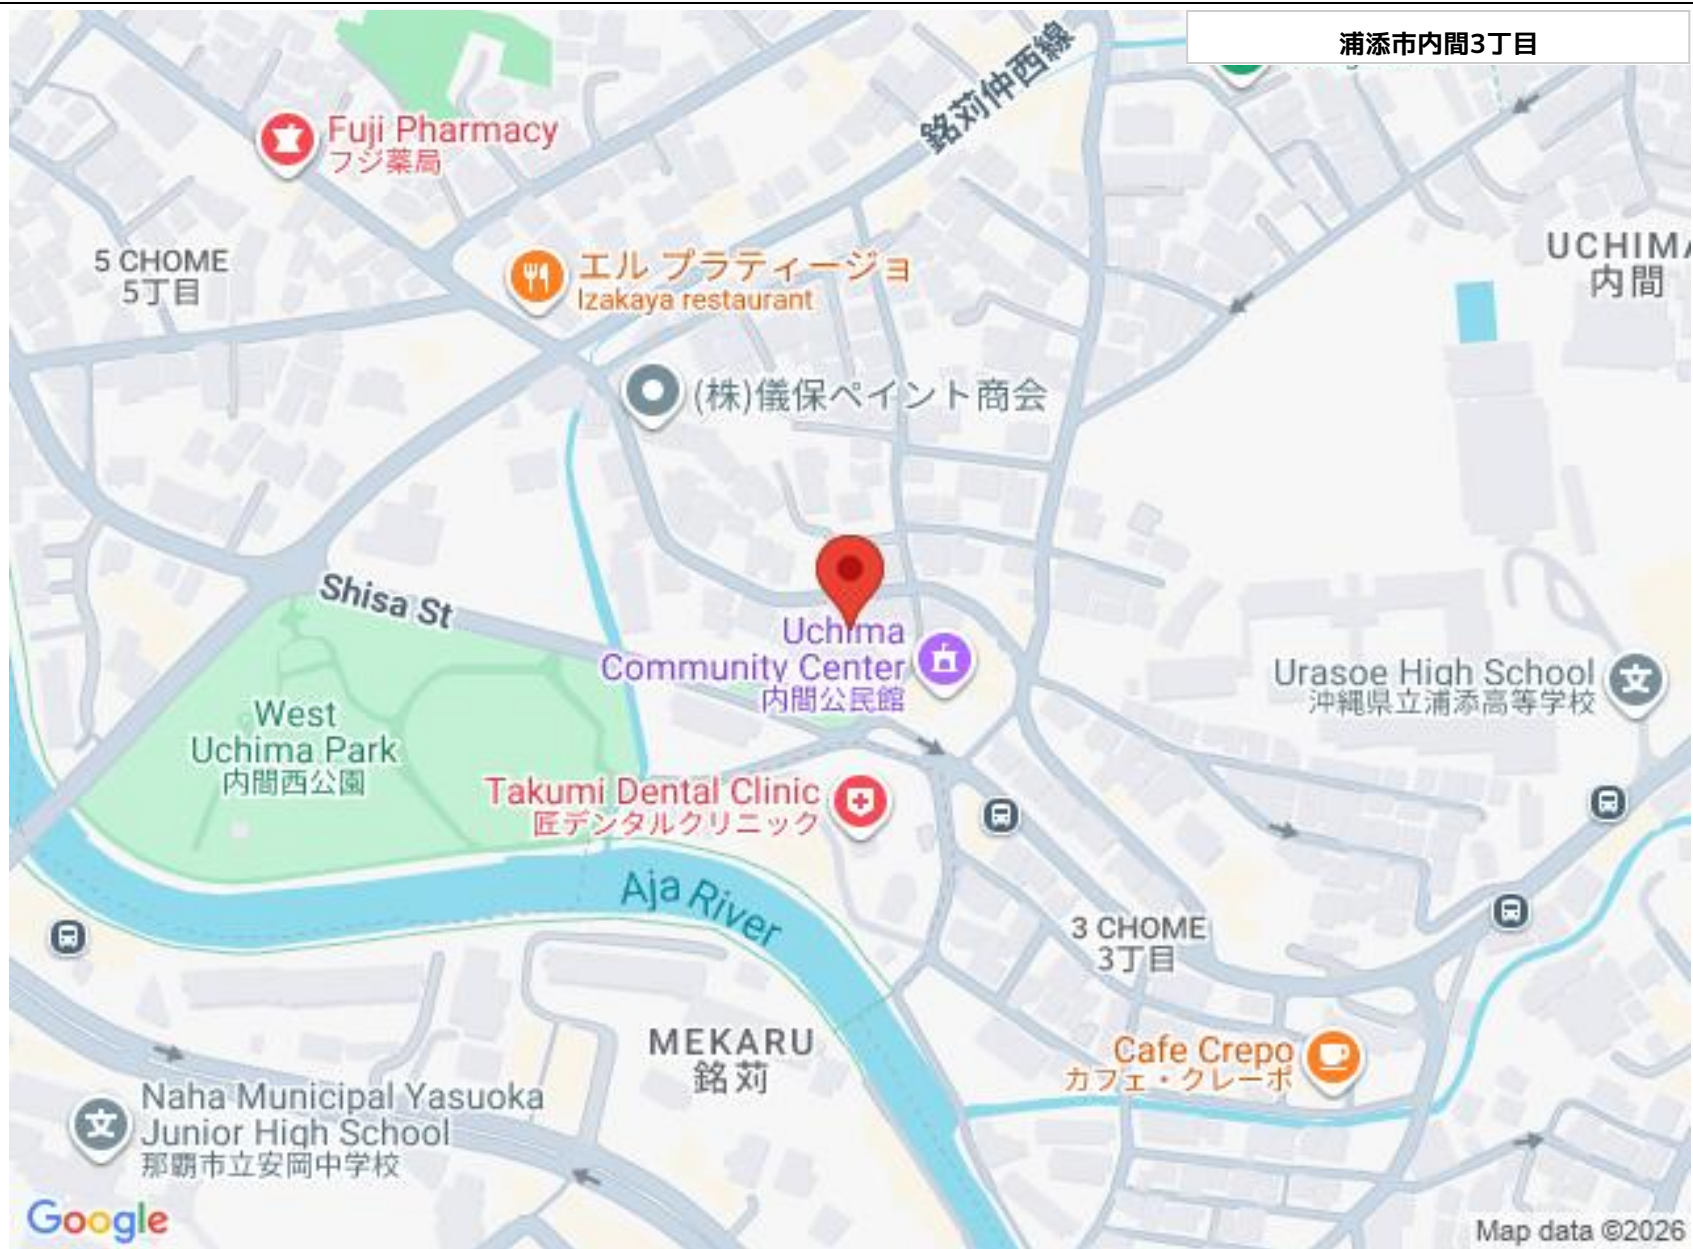 浦添市内間3丁目
銘苅仲西線
Fuji Pharmacy
フジ薬局
5 CHOME
5丁目
エル プラティージョ
Izakaya restaurant
UCHIMA
内間
(株)儀保ペイント商会
Shisa St
Uchima
Community Center
内間公民館
Urasoe High School
沖縄県立浦添高等学校
West
Uchima Park
内間西公園
Takumi Dental Clinic
匠デンタルクリニック
Aja River
3 CHOME
3丁目
MEKARU
銘苅
Cafe Crepo
カフェ・クレーポ
Naha Municipal Yasuoka
Junior High School
那覇市立安岡中学校
Google
Map data ©2026